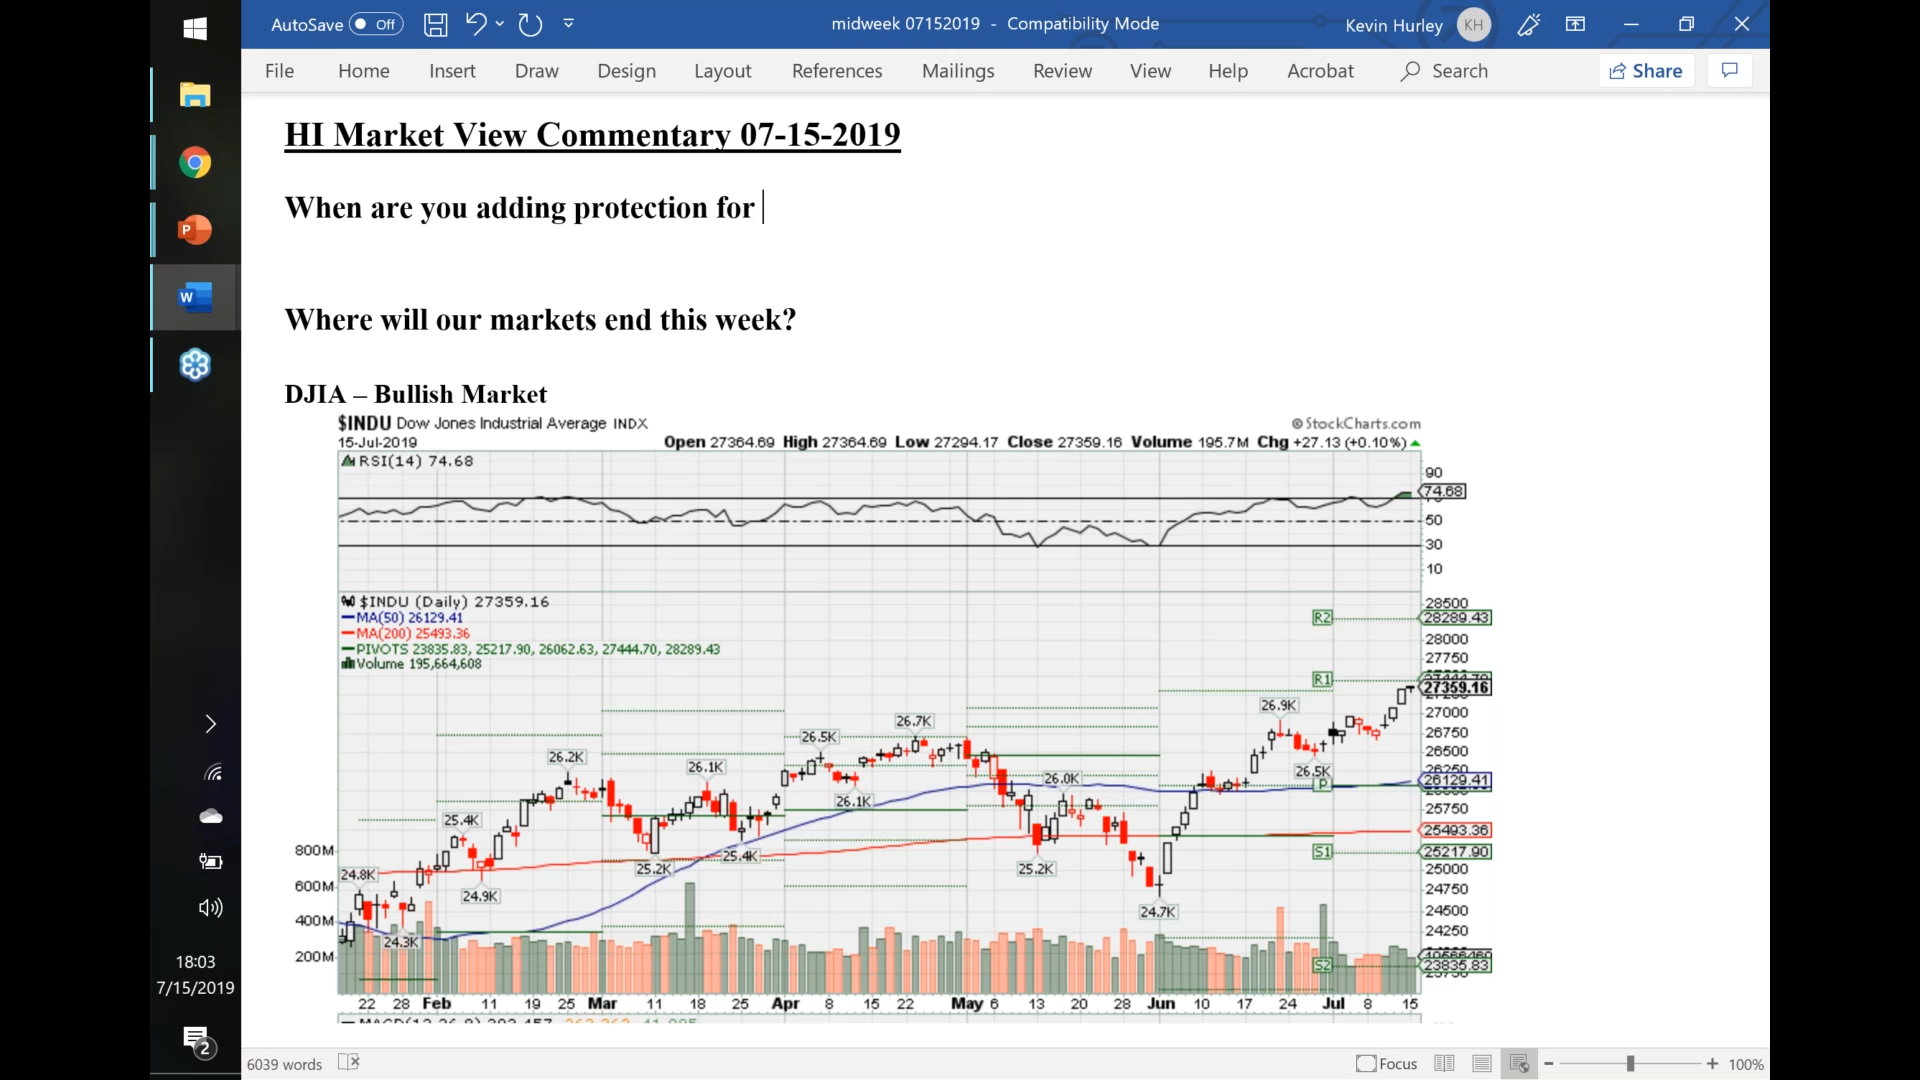 AutoSave Off
midweek 07152019 - Compatibility Mode
Kevin Hurley KH
File Home Insert Draw Design Layout References Mailings Review View Help Acrobat Search Share
HI Market View Commentary 07-15-2019
When are you adding protection for
Where will our markets end this week?
DJIA – Bullish Market
$INDU Dow Jones Industrial Average INDX
© StockCharts.com
15-Jul-2019
Open 27364.69 High 27364.69 Low 27294.17 Close 27359.16 Volume 195.7M Chg +27.13 (+0.10%)
RSI(14) 74.68
90
74.68
50
30
10
$INDU (Daily) 27359.16
MA(50) 26129.41
MA(200) 25493.36
PIVOTS 23835.83, 25217.90, 26062.63, 27444.70, 28289.43
Volume 195,664,608
28500
R2 28289.43
28000
27750
R1
27359.16
27000
26750
26500
26250
P 26129.41
25750
25493.36
S1 25217.90
25000
24750
24500
24250
S2 23835.83
26.9K
26.7K
26.5K
26.2K
26.1K
26.5K
26.0K
26.1K
25.4K
25.4K
25.2K
25.2K
24.8K
24.9K
24.7K
24.3K
800M
600M
400M
200M
22 28 Feb 11 19 25 Mar 11 18 25 Apr 8 15 22 May 6 13 20 28 Jun 10 17 24 Jul 8 15
18:03
7/15/2019
2
6039 words
Focus
100%